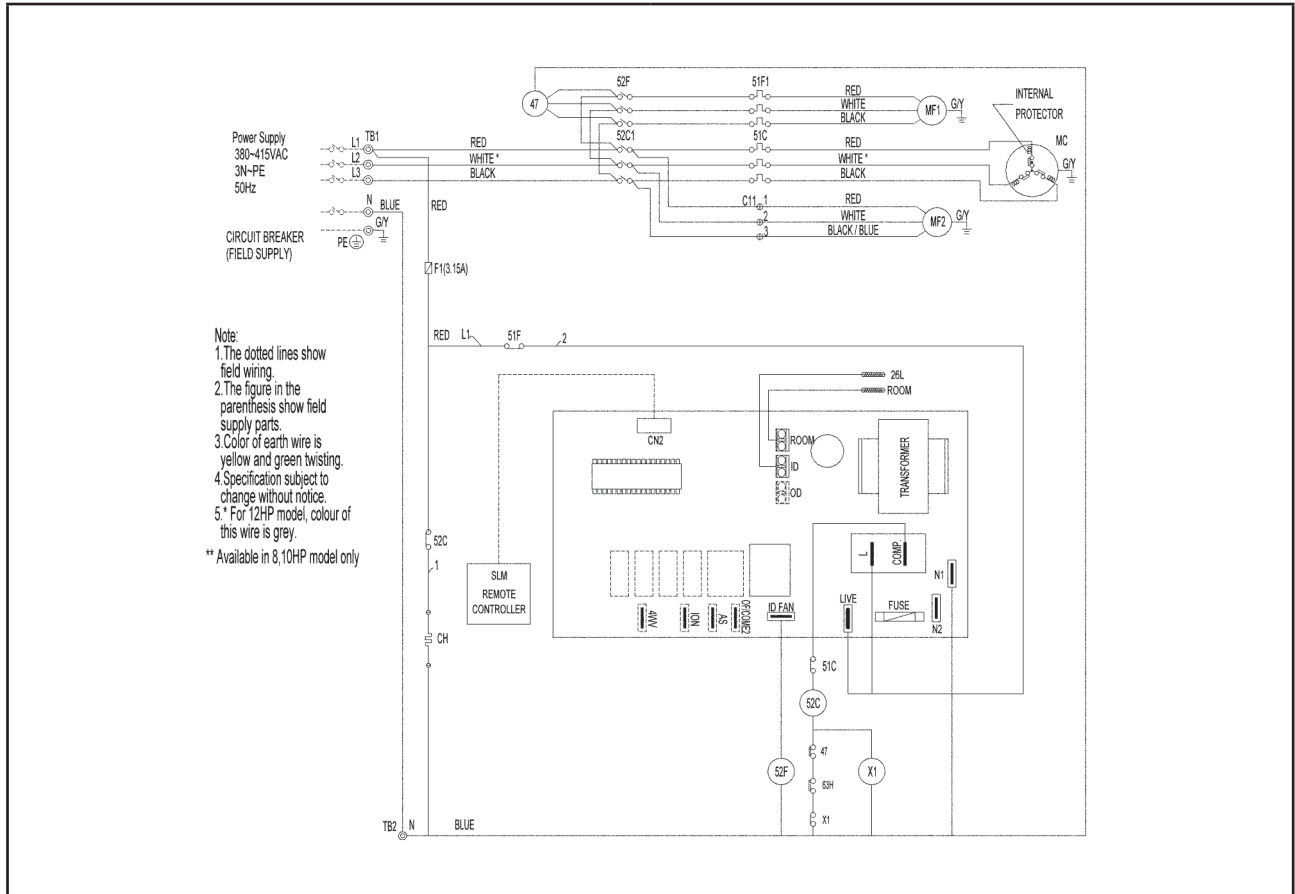 52F
51F1
47
RED
WHITE
BLACK
MF1
G/Y
INTERNAL
PROTECTOR
MC
G/Y
Power Supply
380~415VAC
3N~PE
50Hz
L1 TB1
L2
L3
RED
WHITE *
BLACK
52C1
51C
RED
WHITE *
BLACK
N BLUE
G/Y
PE
RED
C11 1
2
3
RED
WHITE
BLACK / BLUE
MF2
G/Y
CIRCUIT BREAKER
(FIELD SUPPLY)
F1(3.15A)
RED L1 51F 2
Note:
1.The dotted lines show
field wiring.
2.The figure in the
parenthesis show field
supply parts.
3.Color of earth wire is
yellow and green twisting.
4.Specification subject to
change without notice.
5.* For 12HP model, colour of
this wire is grey.
** Available in 8,10HP model only
26L
ROOM
CN2
ROOM
ID
OD
TRANSFORMER
52C
1
CH
SLM
REMOTE
CONTROLLER
4WV
ION
AS
OF/COME2
ID FAN
L
COMP.
LIVE
FUSE
N1
N2
51C
52C
47
63H
X1
52F
X1
TB2 N BLUE